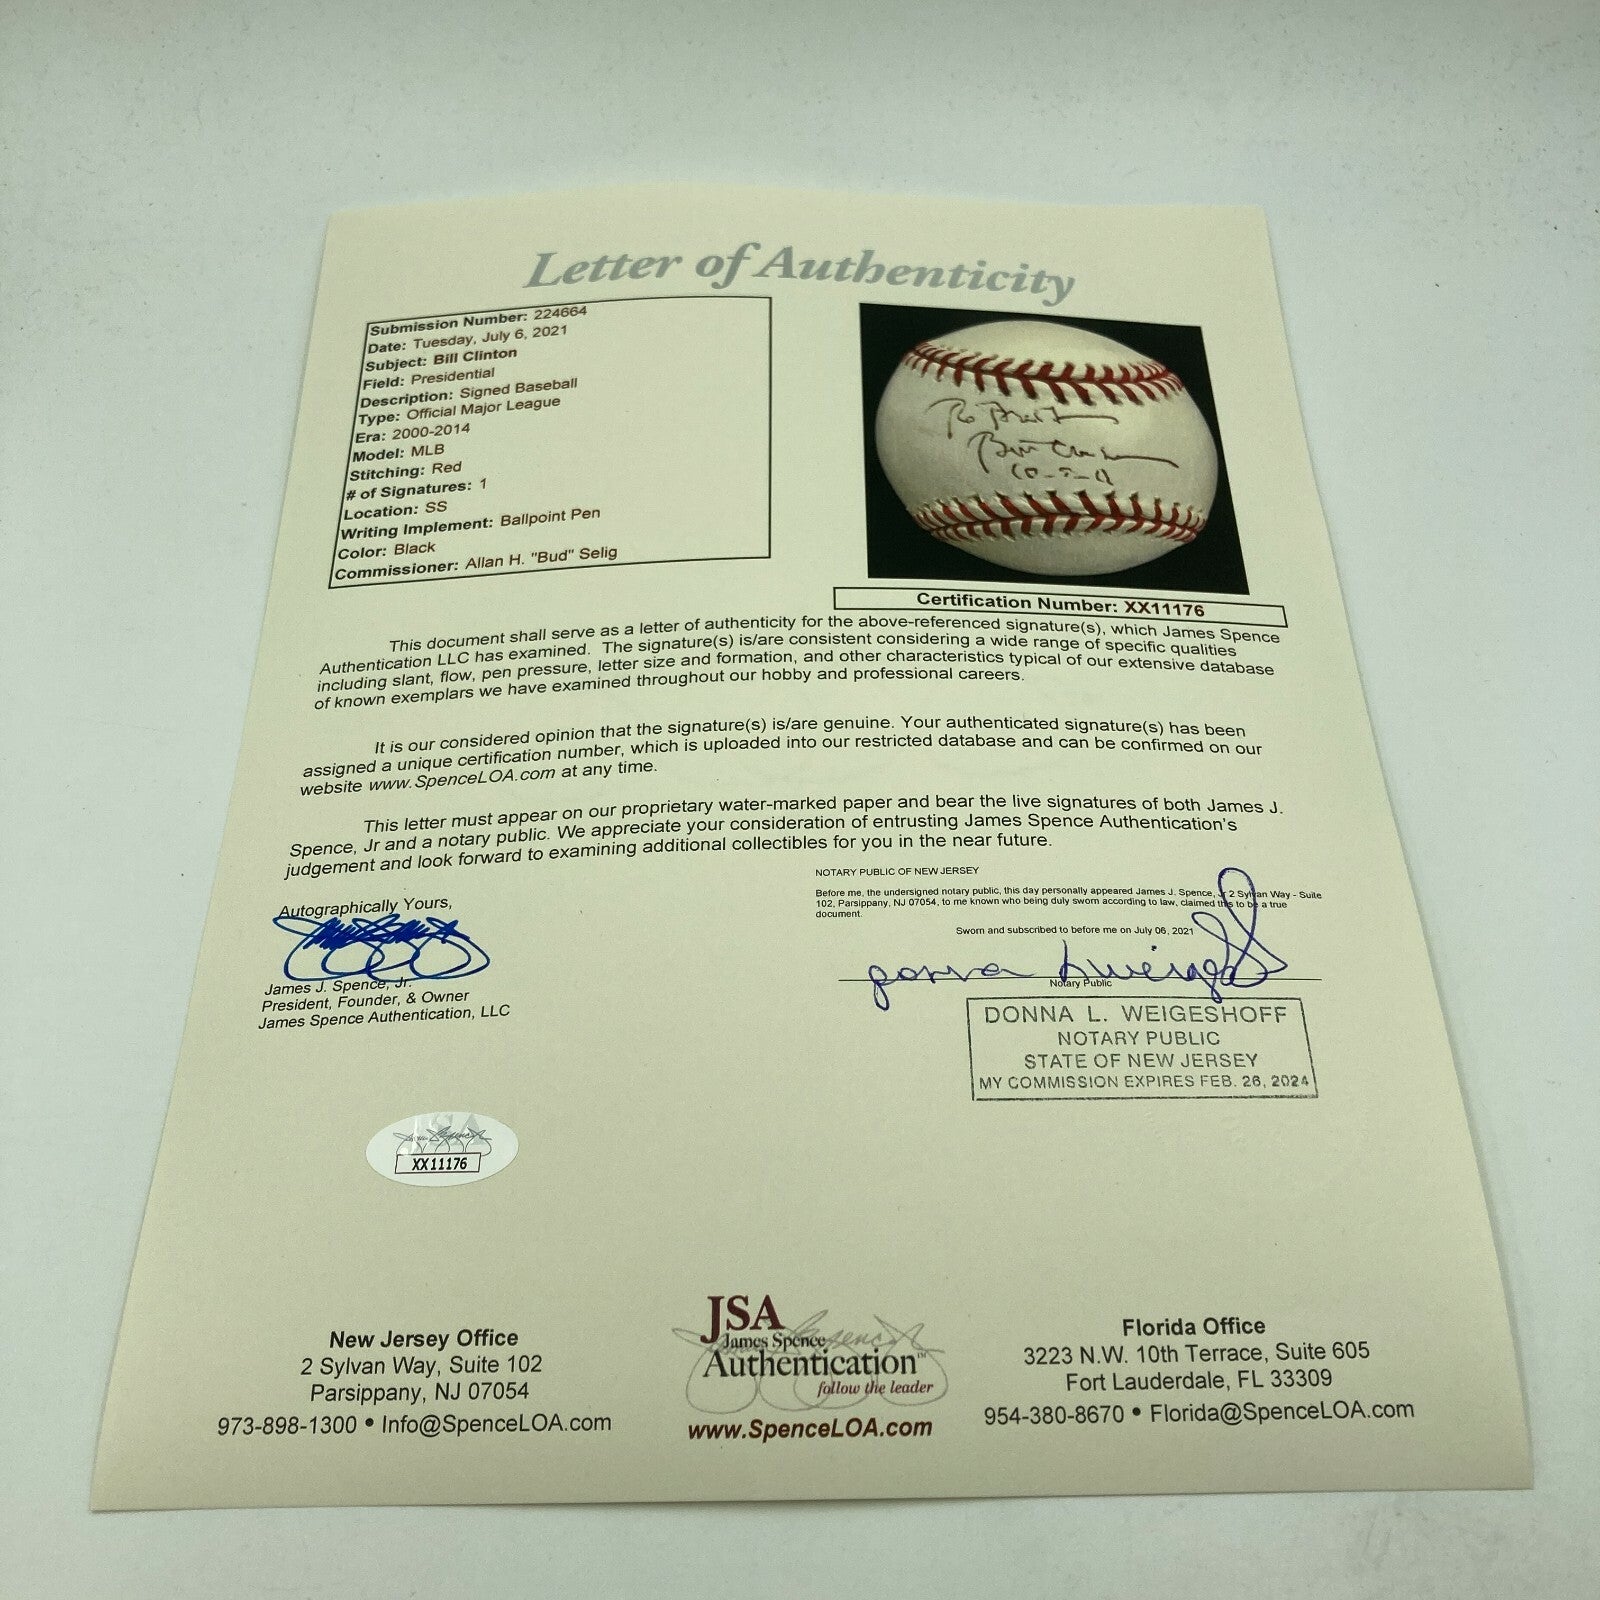 Letter of Authenticity
Submission Number: 224664
Date: Tuesday, July 6, 2021
Subject: Bill Clinton
Field: Presidential
Description: Signed Baseball
Type: Official Major League
Era: 2000-2014
Model: MLB
Stitching: Red
# of Signatures: 1
Location: SS
Writing Implement: Ballpoint Pen
Color: Black
Commissioner: Allan H. "Bud" Selig
To
Bill Clinton
Certification Number: XX11176
This document shall serve as a letter of authenticity for the above-referenced signature(s), which James Spence
Authentication LLC has examined. The signature(s) is/are consistent considering a wide range of specific qualities
including slant, flow, pen pressure, letter size and formation, and other characteristics typical of our extensive database
of known exemplars we have examined throughout our hobby and professional careers.
It is our considered opinion that the signature(s) is/are genuine. Your authenticated signature(s) has been
assigned a unique certification number, which is uploaded into our restricted database and can be confirmed on our
website www.SpenceLOA.com at any time.
This letter must appear on our proprietary water-marked paper and bear the live signatures of both James J.
Spence, Jr and a notary public. We appreciate your consideration of entrusting James Spence Authentication's
judgement and look forward to examining additional collectibles for you in the near future.
Autographically Yours,
James J. Spence, Jr.
President, Founder, & Owner
James Spence Authentication, LLC
NOTARY PUBLIC OF NEW JERSEY
Before me, the undersigned notary public, this day personally appeared James J. Spence, Jr 2 Sylvan Way - Suite
102, Parsippany, NJ 07054, to me known who being duly sworn according to law, claimed this to be a true
document.
Sworn and subscribed to before me on July 06, 2021
Donna L Weigeshoff
Notary Public
DONNA L. WEIGESHOFF
NOTARY PUBLIC
STATE OF NEW JERSEY
MY COMMISSION EXPIRES FEB. 26, 2024
JSA
XX11176
New Jersey Office
2 Sylvan Way, Suite 102
Parsippany, NJ 07054
973-898-1300 • Info@SpenceLOA.com
JSA
James Spence
Authentication™
follow the leader
www.SpenceLOA.com
Florida Office
3223 N.W. 10th Terrace, Suite 605
Fort Lauderdale, FL 33309
954-380-8670 • Florida@SpenceLOA.com